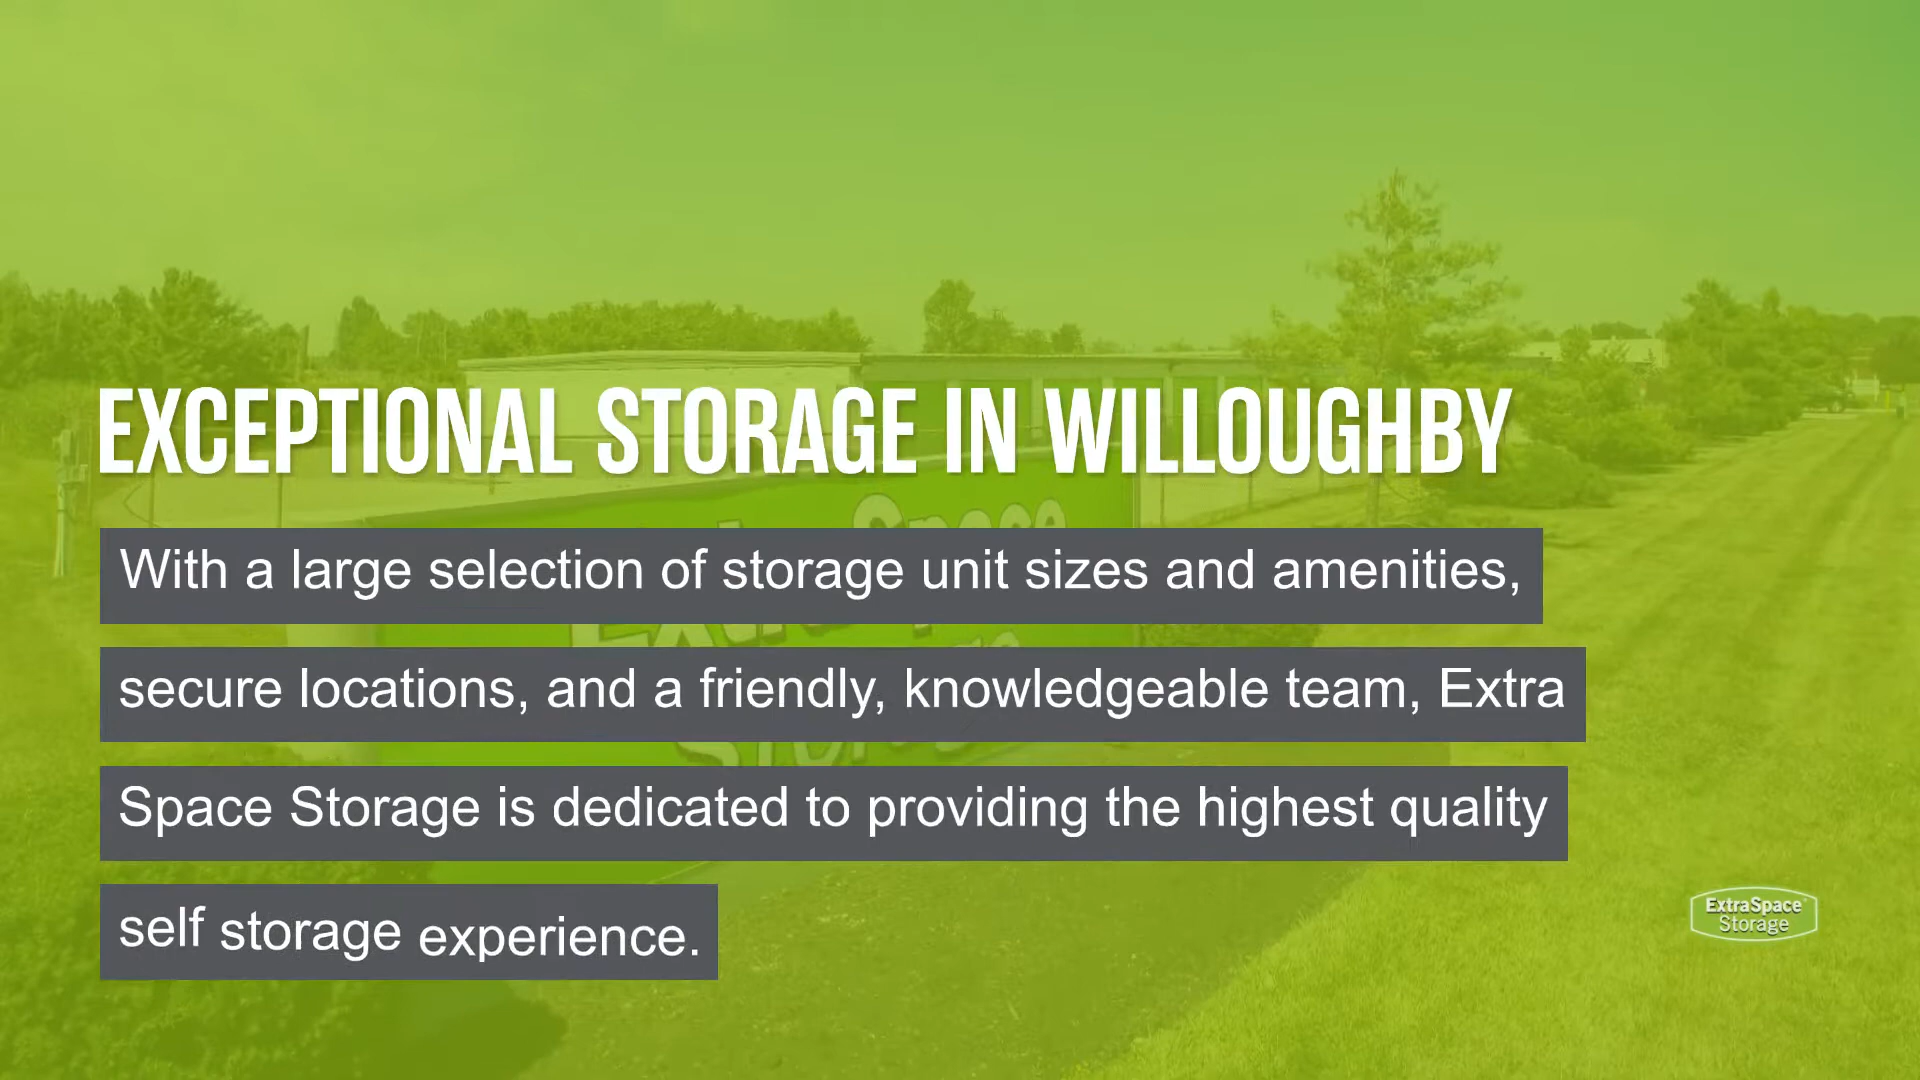 EXCEPTIONAL STORAGE IN WILLOUGHBY
With a large selection of storage unit sizes and amenities,
secure locations, and a friendly, knowledgeable team, Extra
Space Storage is dedicated to providing the highest quality
self storage experience.
ExtraSpace
Storage